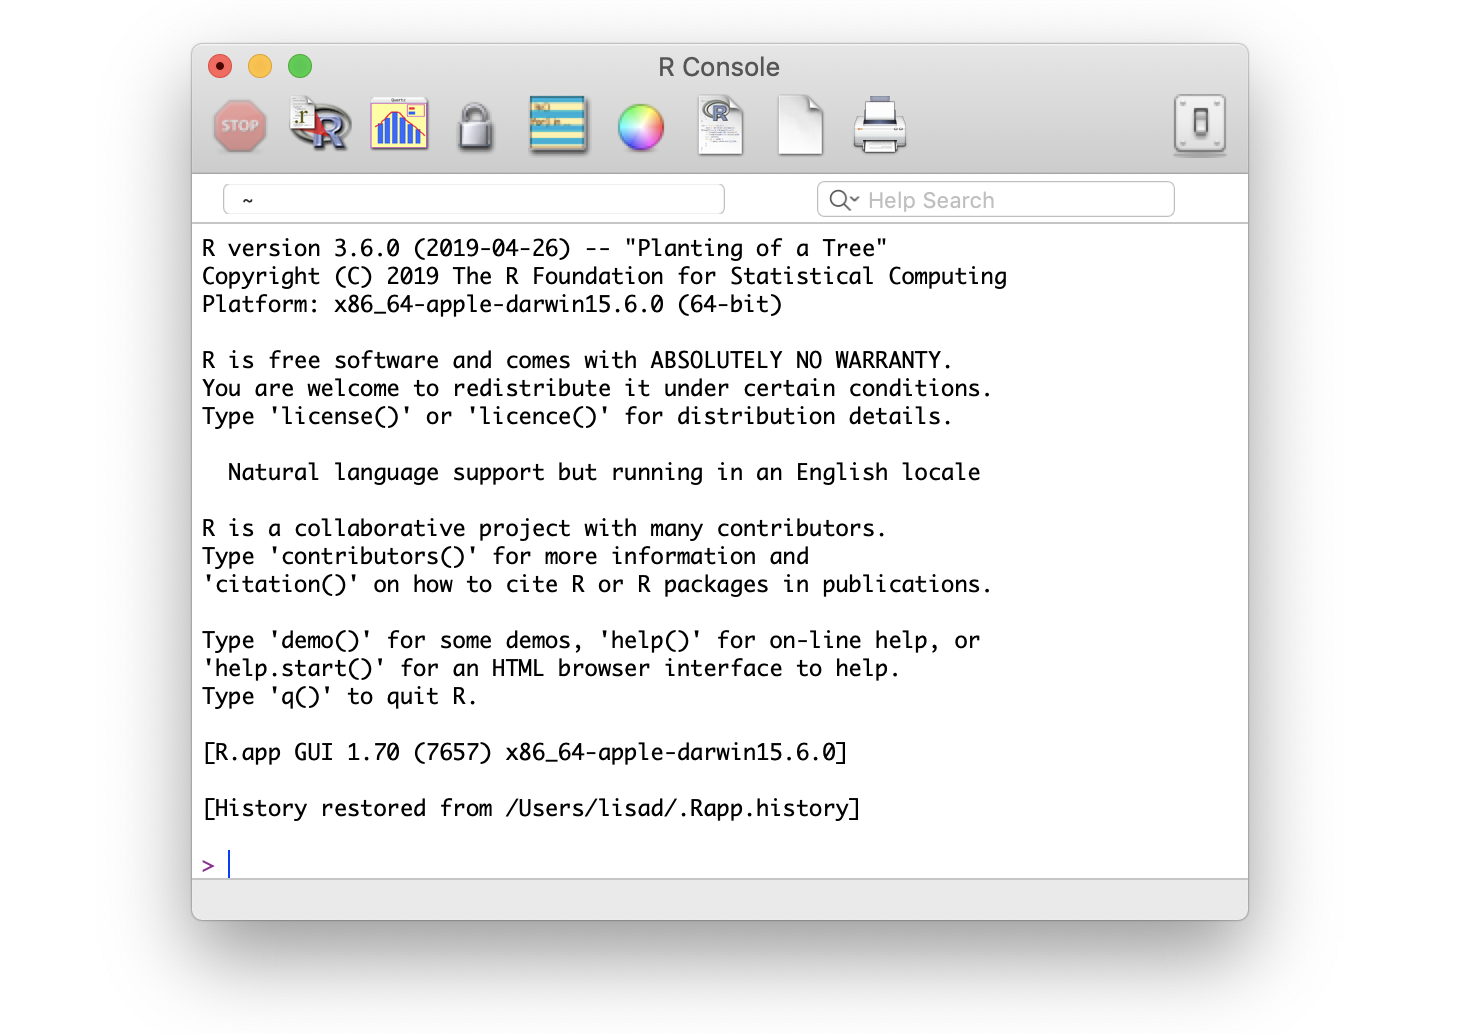 R Console
STOP
.r R
Quartz
R
~
Help Search
R version 3.6.0 (2019-04-26) -- "Planting of a Tree"
Copyright (C) 2019 The R Foundation for Statistical Computing
Platform: x86_64-apple-darwin15.6.0 (64-bit)
R is free software and comes with ABSOLUTELY NO WARRANTY.
You are welcome to redistribute it under certain conditions.
Type 'license()' or 'licence()' for distribution details.
Natural language support but running in an English locale
R is a collaborative project with many contributors.
Type 'contributors()' for more information and
'citation()' on how to cite R or R packages in publications.
Type 'demo()' for some demos, 'help()' for on-line help, or
'help.start()' for an HTML browser interface to help.
Type 'q()' to quit R.
[R.app GUI 1.70 (7657) x86_64-apple-darwin15.6.0]
[History restored from /Users/lisad/.Rapp.history]
>